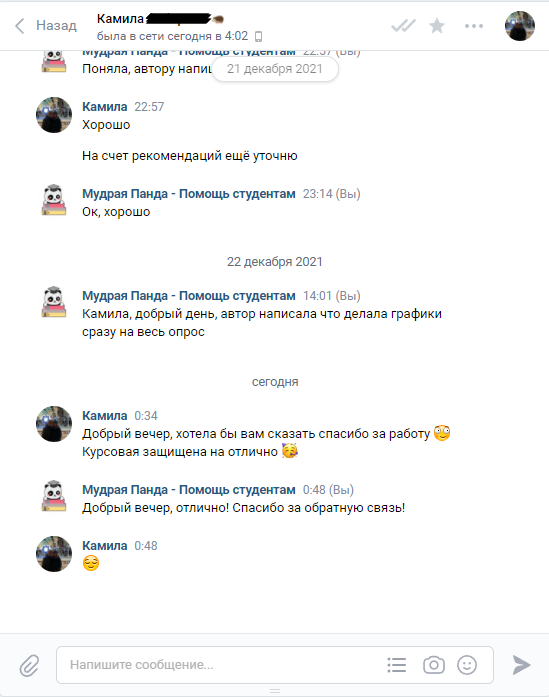 Назад
Камила
была в сети сегодня в 4:02
Мудрая Панда - Помощь студентам 22:57 (Вы)
Поняла, автору
21 декабря 2021
Камила 22:57
Хорошо
На счет рекомендаций ещё уточню
Мудрая Панда - Помощь студентам 23:14 (Вы)
Ок, хорошо
22 декабря 2021
Мудрая Панда - Помощь студентам 14:01 (Вы)
Камила, добрый день, автор написала что делала графики
сразу на весь опрос
сегодня
Камила 0:34
Добрый вечер, хотела бы вам сказать спасибо за работу
Курсовая защищена на отлично
Мудрая Панда - Помощь студентам 0:48 (Вы)
Добрый вечер, отлично! Спасибо за обратную связь!
Камила 0:48
Напишите сообщение...